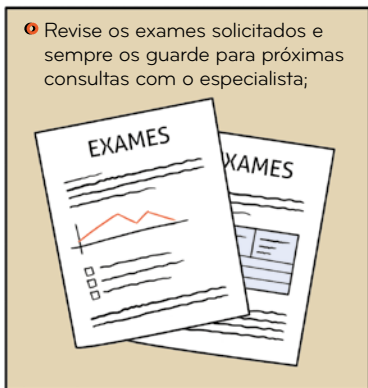 Revise os exames solicitados e
sempre os guarde para próximas
consultas com o especialista;
EXAMES
XAMES